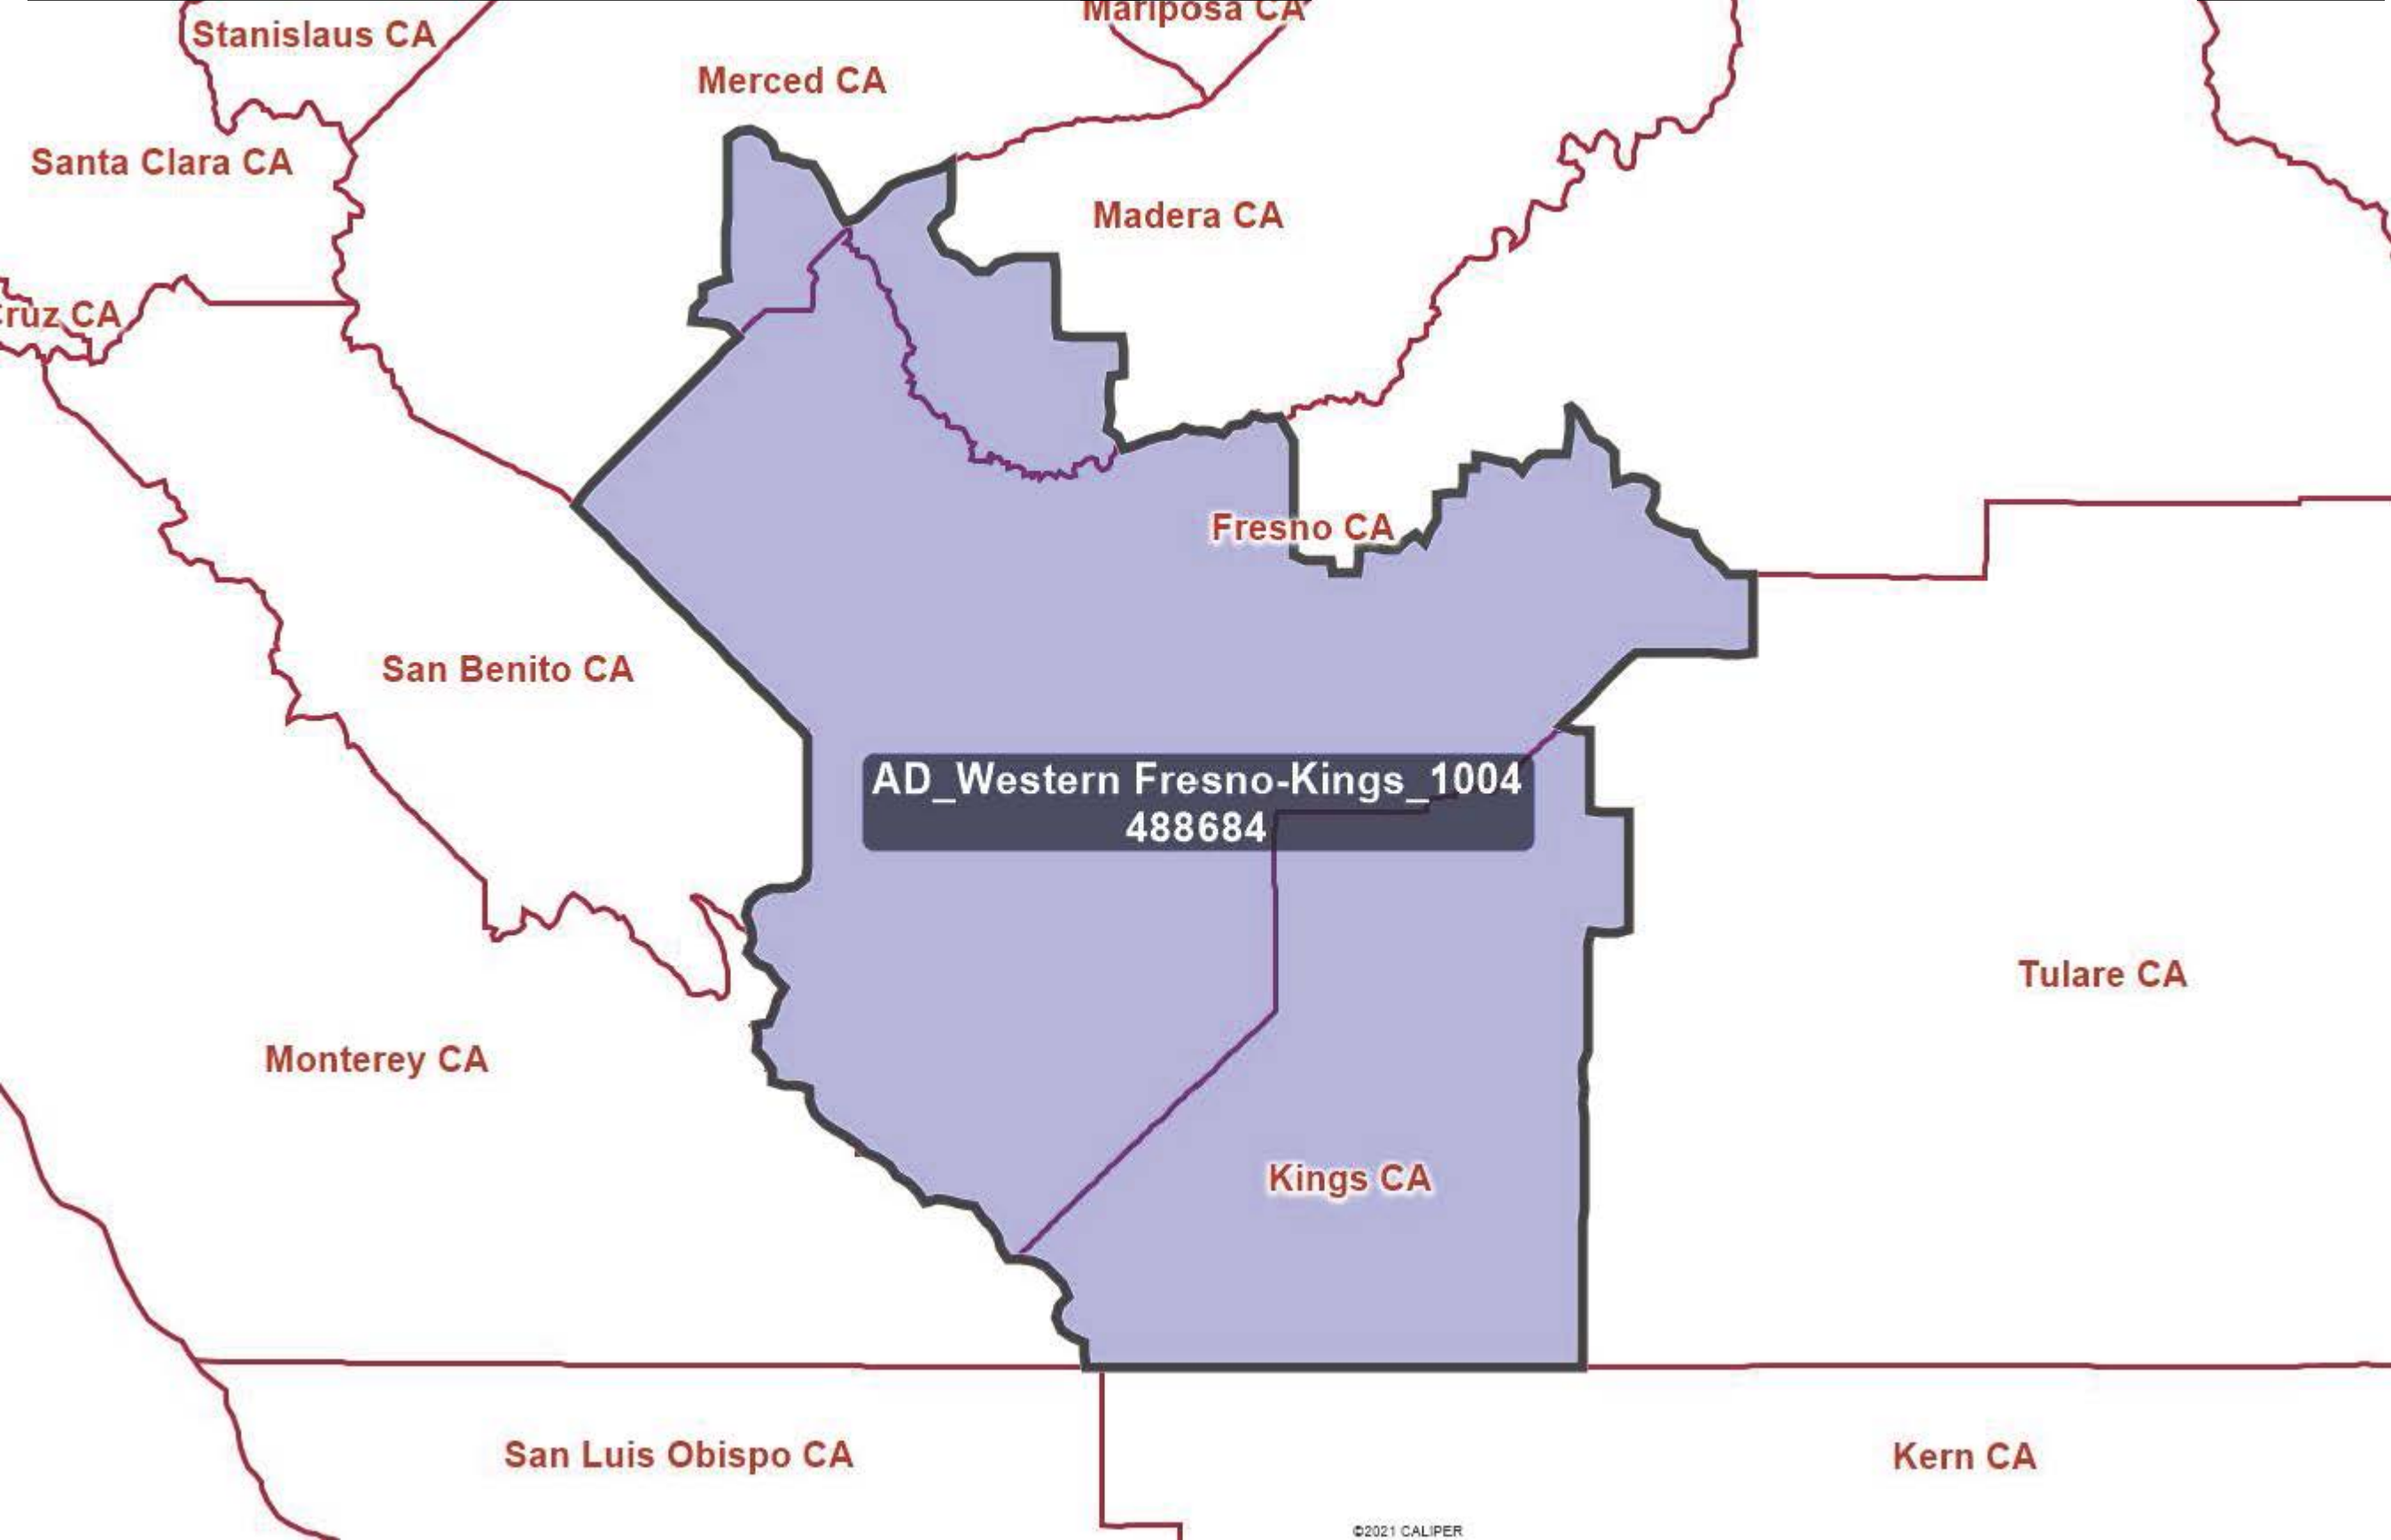 Mariposa CA
Stanislaus CA
Merced CA
Santa Clara CA
Madera CA
Cruz CA
Fresno CA
San Benito CA
AD_Western Fresno-Kings_1004
488684
Tulare CA
Monterey CA
Kings CA
San Luis Obispo CA
Kern CA
©2021 CALIPER